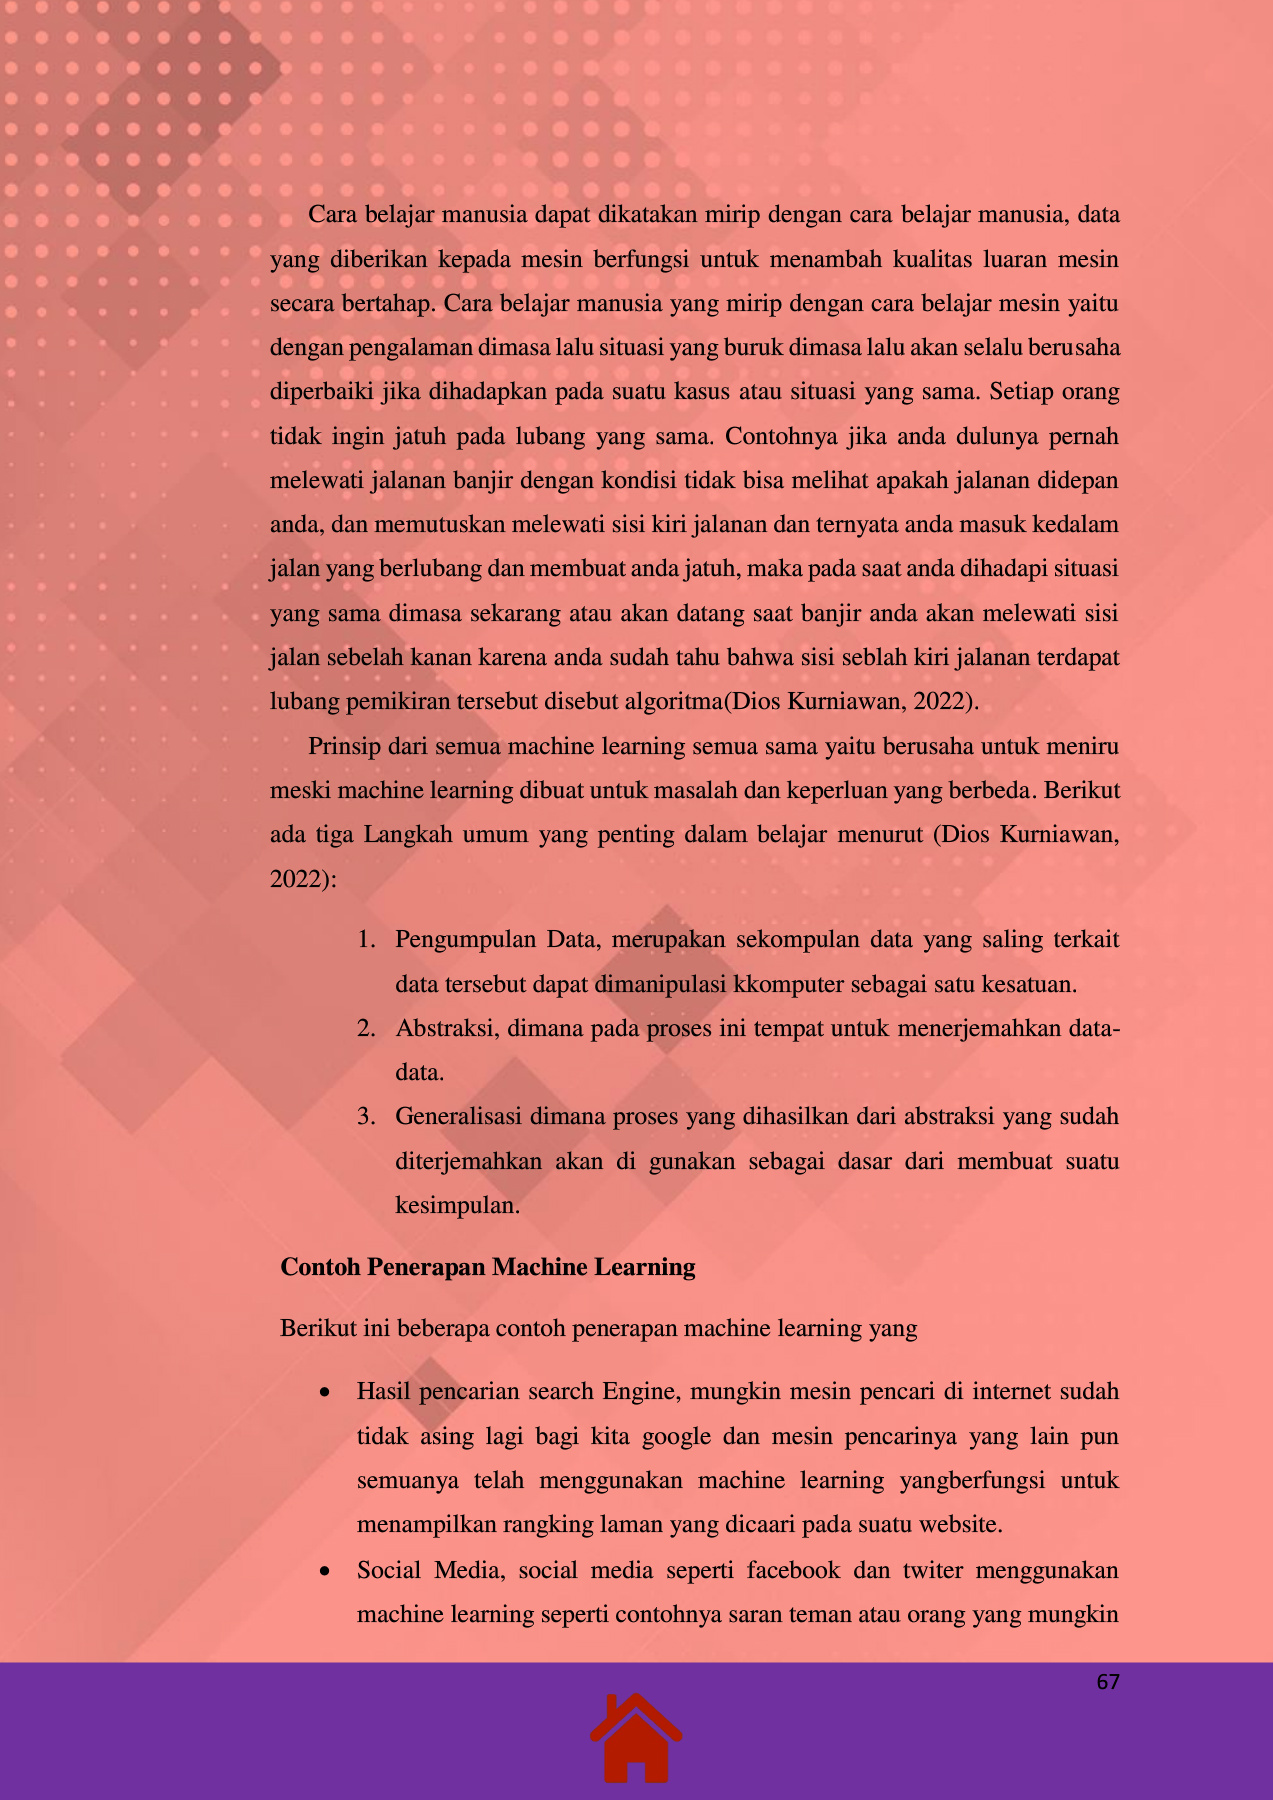 Cara belajar manusia dapat dikatakan mirip dengan cara belajar manusia, data
yang diberikan kepada mesin berfungsi untuk menambah kualitas luaran mesin
secara bertahap. Cara belajar manusia yang mirip dengan cara belajar mesin yaitu
dengan pengalaman dimasa lalu situasi yang buruk dimasa lalu akan selalu berusaha
diperbaiki jika dihadapkan pada suatu kasus atau situasi yang sama. Setiap orang
tidak ingin jatuh pada lubang yang sama. Contohnya jika anda dulunya pernah
melewati jalanan banjir dengan kondisi tidak bisa melihat apakah jalanan didepan
anda, dan memutuskan melewati sisi kiri jalanan dan ternyata anda masuk kedalam
jalan yang berlubang dan membuat anda jatuh, maka pada saat anda dihadapi situasi
yang sama dimasa sekarang atau akan datang saat banjir anda akan melewati sisi
jalan sebelah kanan karena anda sudah tahu bahwa sisi seblah kiri jalanan terdapat
lubang pemikiran tersebut disebut algoritma(Dios Kurniawan, 2022).
Prinsip dari semua machine learning semua sama yaitu berusaha untuk meniru
meski machine learning dibuat untuk masalah dan keperluan yang berbeda. Berikut
ada tiga Langkah umum yang penting dalam belajar menurut (Dios Kurniawan,
2022):
1. Pengumpulan Data, merupakan sekompulan data yang saling terkait
data tersebut dapat dimanipulasi kkomputer sebagai satu kesatuan.
2. Abstraksi, dimana pada proses ini tempat untuk menerjemahkan data-
data.
3. Generalisasi dimana proses yang dihasilkan dari abstraksi yang sudah
diterjemahkan akan di gunakan sebagai dasar dari membuat suatu
kesimpulan.
Contoh Penerapan Machine Learning
Berikut ini beberapa contoh penerapan machine learning yang
• Hasil pencarian search Engine, mungkin mesin pencari di internet sudah
tidak asing lagi bagi kita google dan mesin pencarinya yang lain pun
semuanya telah menggunakan machine learning yangberfungsi untuk
menampilkan rangking laman yang dicaari pada suatu website.
• Social Media, social media seperti facebook dan twiter menggunakan
machine learning seperti contohnya saran teman atau orang yang mungkin
67